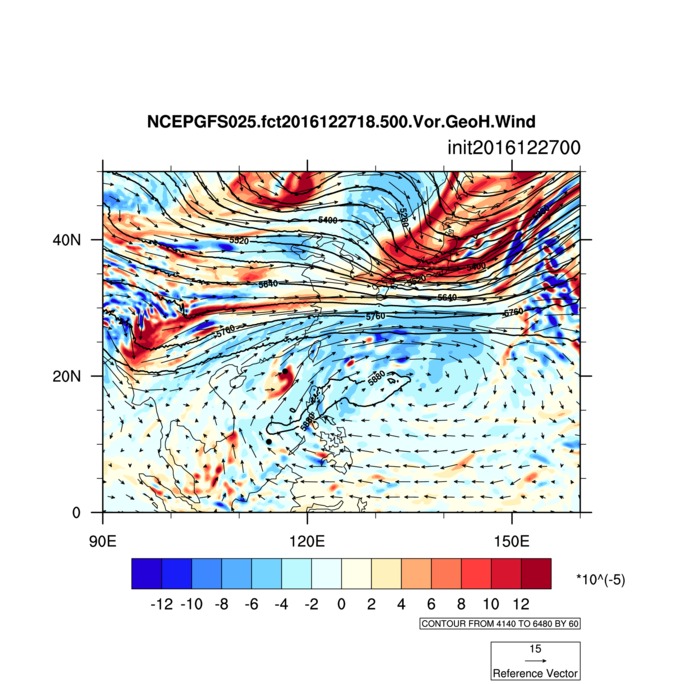 NCEPGFS025.fct2016122718.500.Vor.GeoH.Wind
init2016122700
5400
5520
5640
5760
5400
5640
5760
5760
5880
5880
40N
20N
0
90E
120E
150E
-12 -10 -8 -6 -4 -2 0 2 4 6 8 10 12
*10^(-5)
CONTOUR FROM 4140 TO 6480 BY 60
15
Reference Vector